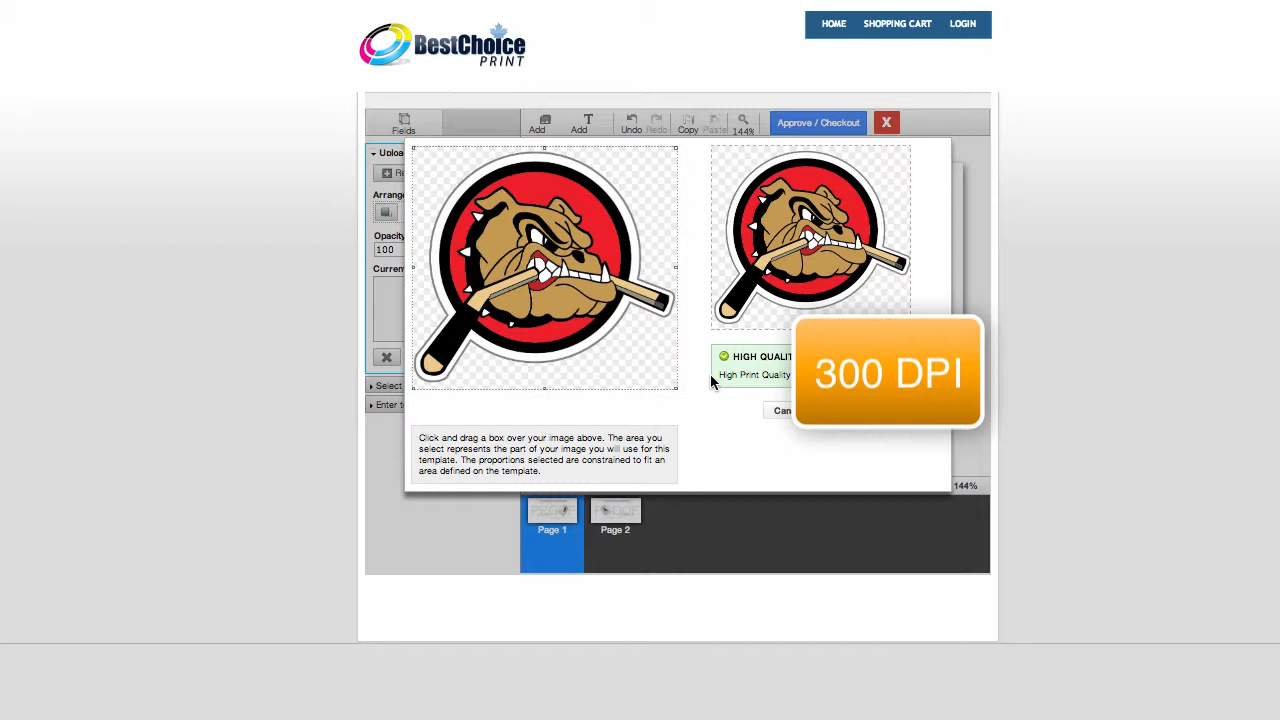 HOME SHOPPING CART LOGIN
BestChoice
PRINT
Fields
Add Add Undo Redo Copy Paste 144%
Approve / Checkout X
Arrange
Opacity
100
Select
HIGH
High Print Quality
300 DPI
Click and drag a box over your image above. The area you
select represents the part of your image you will use for this
template. The proportions selected are constrained to fit an
area defined on the template.
144%
PROOF PROOF
Page 1 Page 2